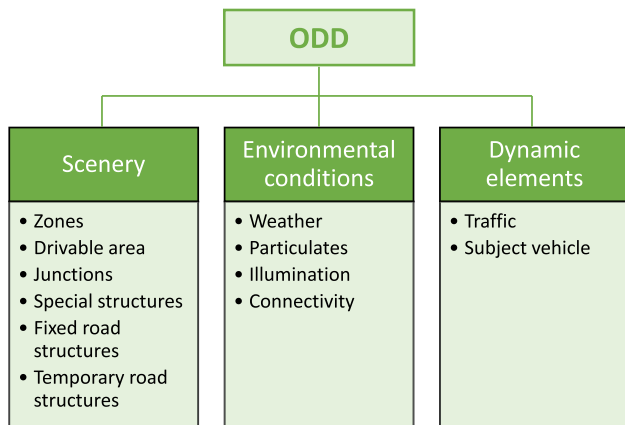 ODD
Scenery
• Zones
• Drivable area
• Junctions
• Special structures
• Fixed road
structures
• Temporary road
structures
Environmental
conditions
• Weather
• Particulates
• Illumination
• Connectivity
Dynamic
elements
• Traffic
• Subject vehicle